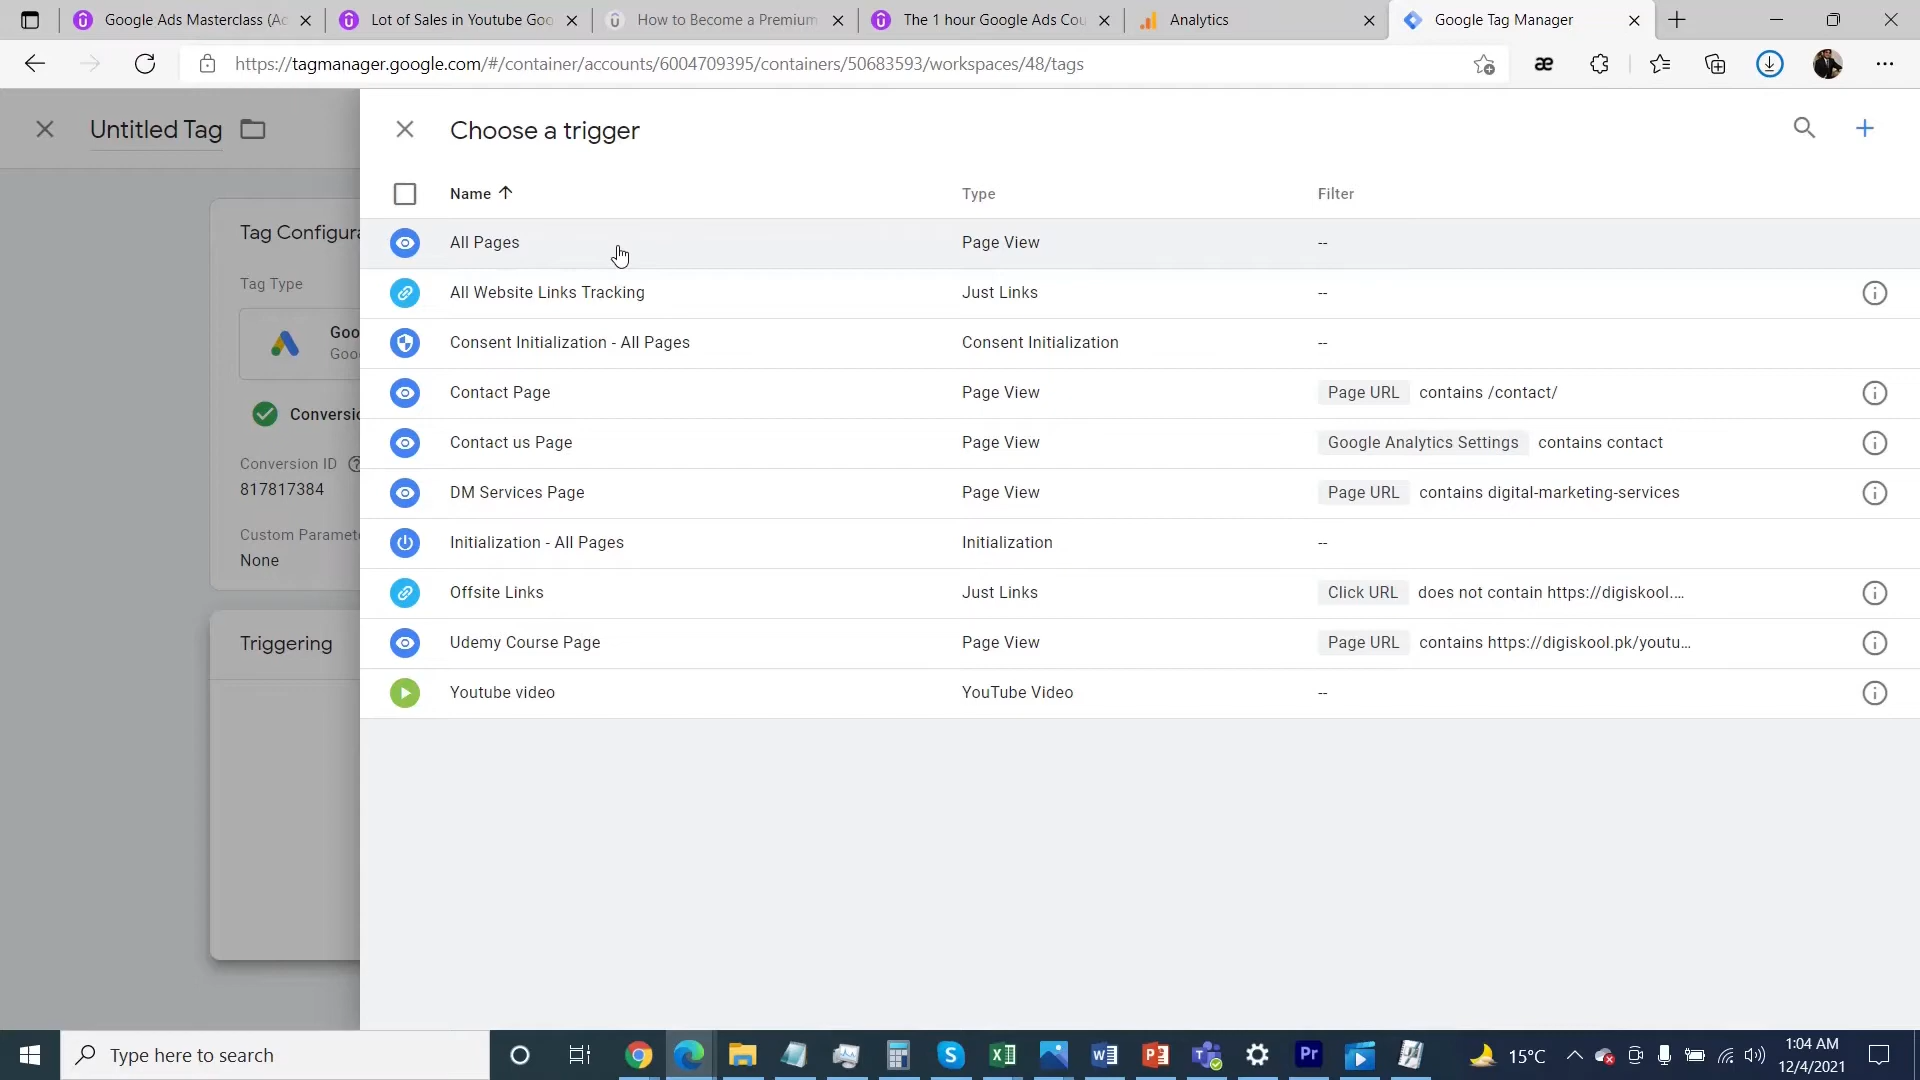 Google Ads Masterclass (Ac
Lot of Sales in Youtube Goo
How to Become a Premium
The 1 hour Google Ads Cou
Analytics
Google Tag Manager
https://tagmanager.google.com/#/container/accounts/6004709395/containers/50683593/workspaces/48/tags
Untitled Tag
Choose a trigger
Name Type Filter
All Pages Page View --
All Website Links Tracking Just Links --
Consent Initialization - All Pages Consent Initialization --
Contact Page Page View Page URL contains /contact/
Contact us Page Page View Google Analytics Settings contains contact
DM Services Page Page View Page URL contains digital-marketing-services
Initialization - All Pages Initialization --
Offsite Links Just Links Click URL does not contain https://digiskool....
Udemy Course Page Page View Page URL contains https://digiskool.pk/youtu...
Youtube video YouTube Video --
Tag Configura
Tag Type
Goo
Goo
Conversio
Conversion ID
817817384
Custom Paramete
None
Triggering
Type here to search
15°C
1:04 AM
12/4/2021